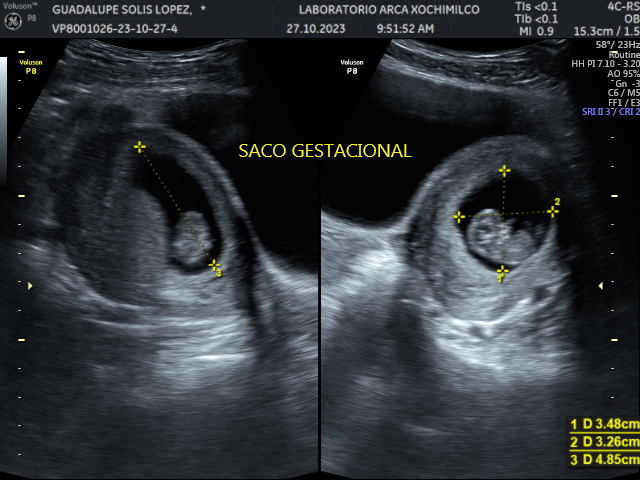 Voluson™
P8
GUADALUPE SOLIS LOPEZ, *
VP8001026-23-10-27-4
LABORATORIO ARCA XOCHIMILCO
27.10.2023 9:51:52 AM
TIs <0.1
TIb <0.1
MI 0.9
4C-RS
OB
15.3cm / 1.5
58°/ 23Hz
Routine
HH PI 7.10 - 3.20
AO 95%
Gn -3
C6 / M5
FF1 / E3
SRI II 3 / CRI 2
Voluson
P8
Voluson
P8
SACO GESTACIONAL
2
3
1
1 D 3.48cm
2 D 3.26cm
3 D 4.85cm